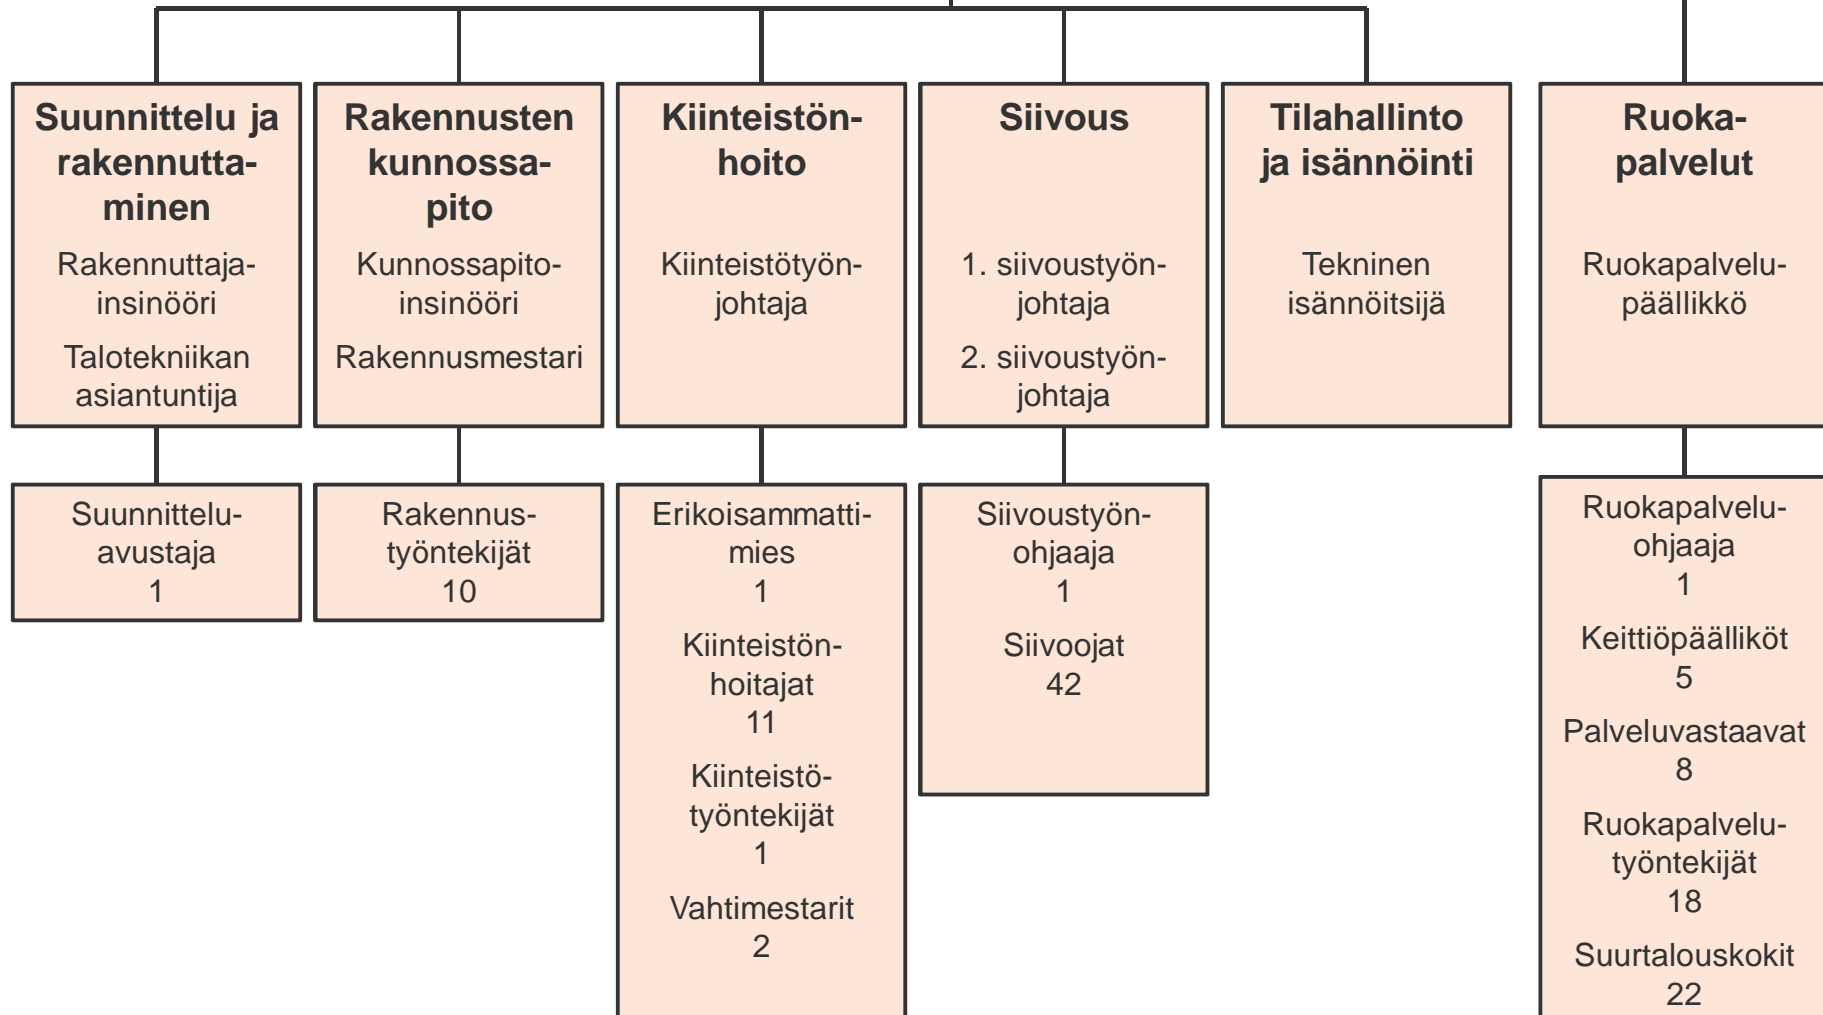 Suunnittelu ja
rakennutta-
minen
Rakennuttaja-
insinööri
Talotekniikan
asiantuntija
Suunnittelu-
avustaja
1
Rakennusten
kunnossa-
pito
Kunnossapito-
insinööri
Rakennusmestari
Rakennus-
työntekijät
10
Kiinteistön-
hoito
Kiinteistötyön-
johtaja
Erikoisammatti-
mies
1
Kiinteistön-
hoitajat
11
Kiinteistö-
työntekijät
1
Vahtimestarit
2
Siivous
1. siivoustyön-
johtaja
2. siivoustyön-
johtaja
Siivoustyön-
ohjaaja
1
Siivoojat
42
Tilahallinto
ja isännöinti
Tekninen
isännöitsijä
Ruoka-
palvelut
Ruokapalvelu-
päällikkö
Ruokapalvelu-
ohjaaja
1
Keittiöpäälliköt
5
Palveluvastaavat
8
Ruokapalvelu-
työntekijät
18
Suurtalouskokit
22